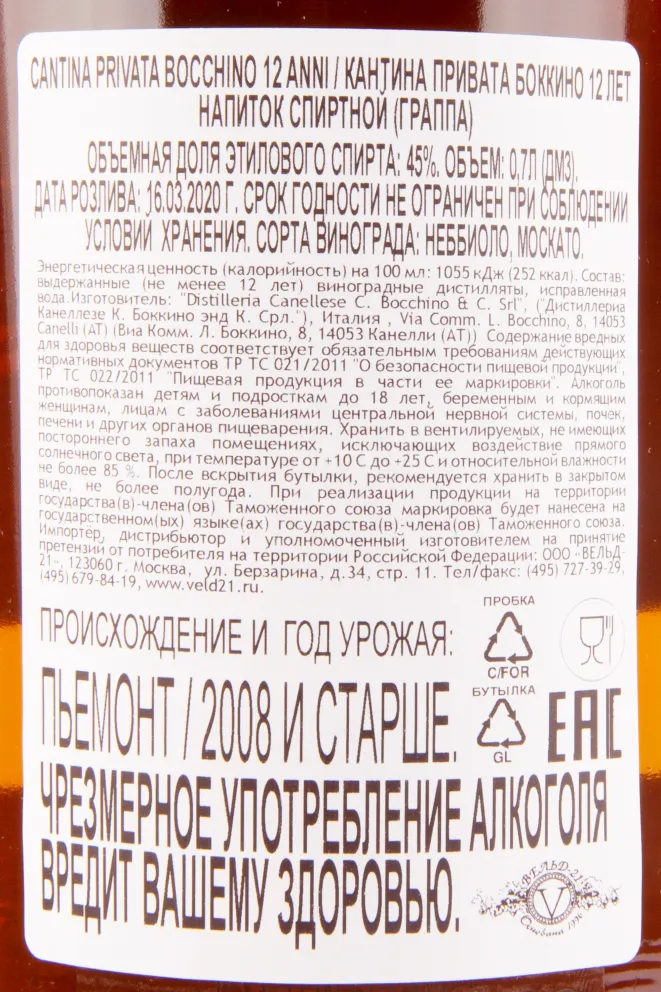 CANTINA PRIVATA BOCCHINO 12 ANNI / КАНТИНА ПРИВАТА БОККИНО 12 ЛЕТ
НАПИТОК СПИРТНОЙ (ГРАППА)
ОБЪЕМНАЯ ДОЛЯ ЭТИЛОВОГО СПИРТА: 45%. ОБЪЕМ: 0,7Л (ДМ3).
ДАТА РОЗЛИВА: 16.03.2020 Г. СРОК ГОДНОСТИ НЕ ОГРАНИЧЕН ПРИ СОБЛЮДЕНИИ
УСЛОВИЙ ХРАНЕНИЯ. СОРТА ВИНОГРАДА: НЕББИОЛО, МОСКАТО.
Энергетическая ценность (калорийность) на 100 мл: 1055 кДж (252 ккал). Состав:
выдержанные (не менее 12 лет) виноградные дистилляты, исправленная
вода.Изготовитель: "Distilleria Canellese C. Bocchino & C. Srl", ("Дистиллериа
Канеллезе К. Боккино энд К. Срл."), Италия , Via Comm. L. Bocchino, 8, 14053
Canelli (AT) (Виа Комм. Л. Боккино, 8, 14053 Канелли (АТ)) Содержание вредных
для здоровья веществ соответствует обязательным требованиям действующих
нормативных документов ТР ТС 021/2011 "О безопасности пищевой продукции",
ТР ТС 022/2011 "Пищевая продукция в части ее маркировки". Алкоголь
противопоказан детям и подросткам до 18 лет, беременным и кормящим
женщинам, лицам с заболеваниями центральной нервной системы, почек,
печени и других органов пищеварения. Хранить в вентилируемых, не имеющих
постороннего запаха помещениях, исключающих воздействие прямого
солнечного света, при температуре от +10 С до +25 С и относительной влажности
не более 85 %. После вскрытия бутылки, рекомендуется хранить в закрытом
виде, не более полугода. При реализации продукции на территории
государства(в)-члена(ов) Таможенного союза маркировка будет нанесена на
государственном(ых) языке(ах) государства(в)-члена(ов) Таможенного союза.
Импортёр, дистрибьютор и уполномоченный изготовителем на принятие
претензий от потребителя на территории Российской Федерации: ООО «ВЕЛЬД-
21», 123060 г. Москва, ул. Берзарина, д.34, стр. 11. Тел/факс: (495) 727-39-29,
(495) 679-84-19, www.veld21.ru.
ПРОБКА
C/FOR
БУТЫЛКА
GL
EAC
ПРОИСХОЖДЕНИЕ И ГОД УРОЖАЯ:
ПЬЕМОНТ / 2008 И СТАРШЕ.
ЧРЕЗМЕРНОЕ УПОТРЕБЛЕНИЕ АЛКОГОЛЯ
ВРЕДИТ ВАШЕМУ ЗДОРОВЬЮ.
ВЕЛЬД-21
V
Основана 1996